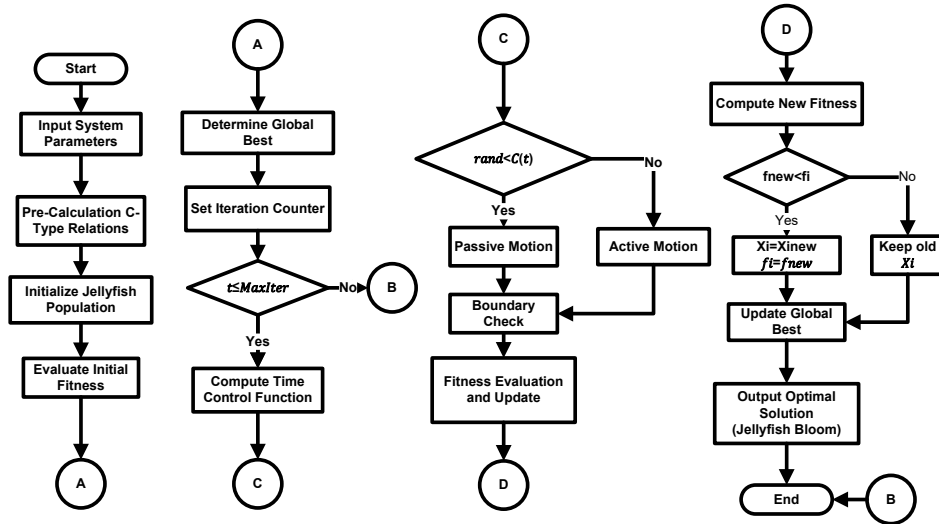 Start
Input System
Parameters
Pre-Calculation C-
Type Relations
Initialize Jellyfish
Population
Evaluate Initial
Fitness
A
A
Determine Global
Best
Set Iteration Counter
t≤MaxIter
No
B
Yes
Compute Time
Control Function
C
C
rand<C(t)
No
Yes
Passive Motion
Active Motion
Boundary
Check
Fitness Evaluation
and Update
D
D
Compute New Fitness
fnew<fi
No
Yes
Xi=Xinew
fi=fnew
Keep old
Xi
Update Global
Best
Output Optimal
Solution
(Jellyfish Bloom)
End
B